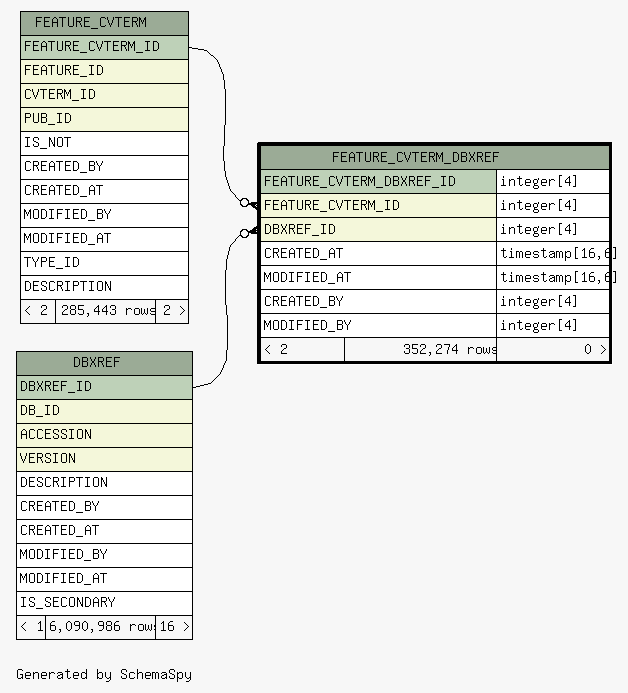 FEATURE_CVTERM
FEATURE_CVTERM_ID
FEATURE_ID
CVTERM_ID
PUB_ID
IS_NOT
CREATED_BY
CREATED_AT
MODIFIED_BY
MODIFIED_AT
TYPE_ID
DESCRIPTION
< 2 285,443 rows 2 >
FEATURE_CVTERM_DBXREF
FEATURE_CVTERM_DBXREF_ID integer[4]
FEATURE_CVTERM_ID integer[4]
DBXREF_ID integer[4]
CREATED_AT timestamp[16,6]
MODIFIED_AT timestamp[16,6]
CREATED_BY integer[4]
MODIFIED_BY integer[4]
< 2 352,274 rows 0 >
DBXREF
DBXREF_ID
DB_ID
ACCESSION
VERSION
DESCRIPTION
CREATED_BY
CREATED_AT
MODIFIED_BY
MODIFIED_AT
IS_SECONDARY
< 1 6,090,986 rows 16 >
Generated by SchemaSpy